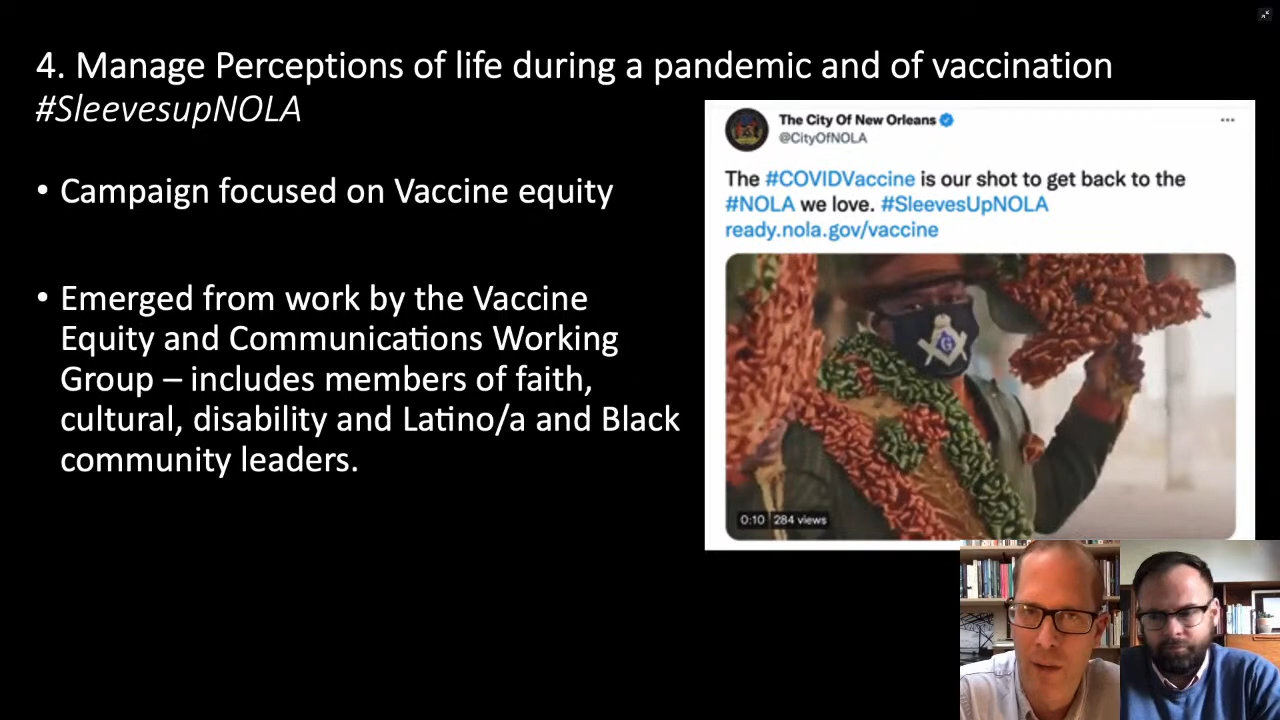 4. Manage Perceptions of life during a pandemic and of vaccination
#SleevesupNOLA
• Campaign focused on Vaccine equity
• Emerged from work by the Vaccine
Equity and Communications Working
Group – includes members of faith,
cultural, disability and Latino/a and Black
community leaders.
The City Of New Orleans
@CityOfNOLA
The #COVIDVaccine is our shot to get back to the
#NOLA we love. #SleevesUpNOLA
ready.nola.gov/vaccine
G
0:10 284 views